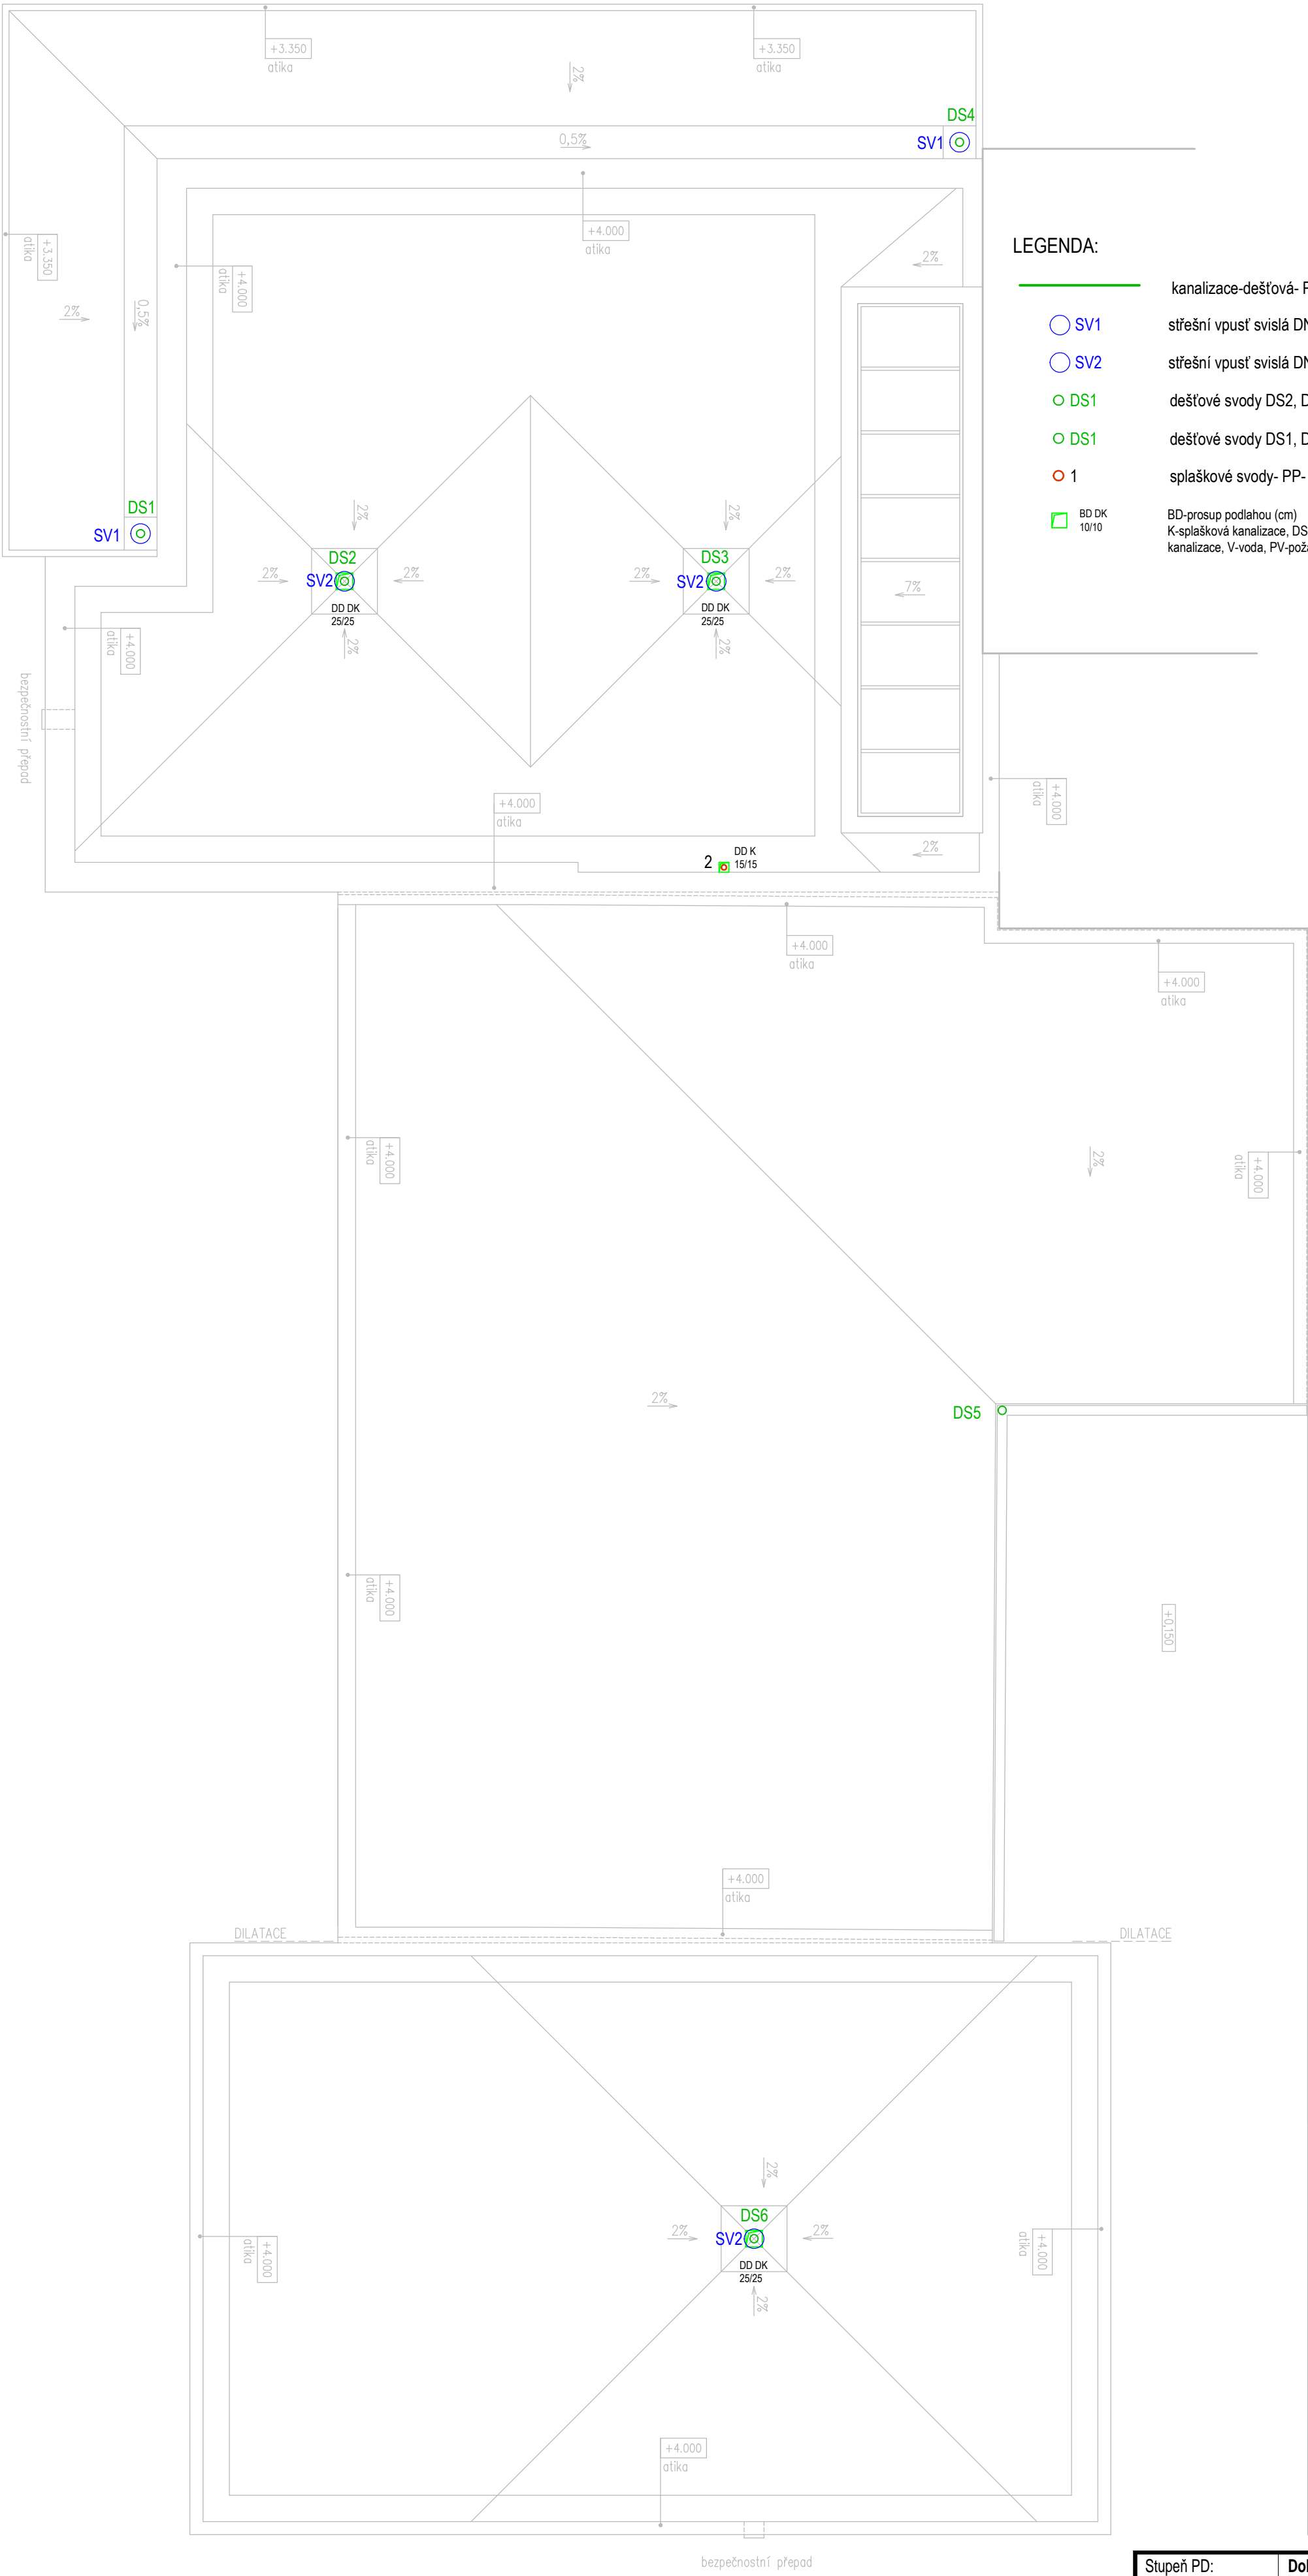 +3.350
atika
+3.350
atika
2%
DS4
SV1
0,5%
+4.000
atika
2%
+3.350
atika
+4.000
atika
2%
0,5%
LEGENDA:
kanalizace-dešťová-
SV1 střešní vpusť svislá
SV2 střešní vpusť svislá
DS1 dešťové svody DS2,
DS1 dešťové svody DS1,
1 splaškové svody- PP-
BD DK
10/10
BD-prosup podlahou (cm)
K-splašková kanalizace, DS
kanalizace, V-voda,
DS1
SV1
2%
2%
DS2
SV2
2%
2%
DD DK
25/25
2%
DS3
SV2
2%
2%
DD DK
25/25
2%
7%
+4.000
atika
bezpečnostní přepad
+4.000
atika
+4.000
atika
2%
2
DD K
15/15
+4.000
atika
+4.000
atika
+4.000
atika
2%
+4.000
atika
2%
DS5
+4.000
atika
+0,150
+4.000
atika
DILATACE
DILATACE
2%
DS6
SV2
2%
2%
DD DK
25/25
2%
+4.000
atika
+4.000
atika
+4.000
atika
bezpečnostní přepad
Stupeň PD: